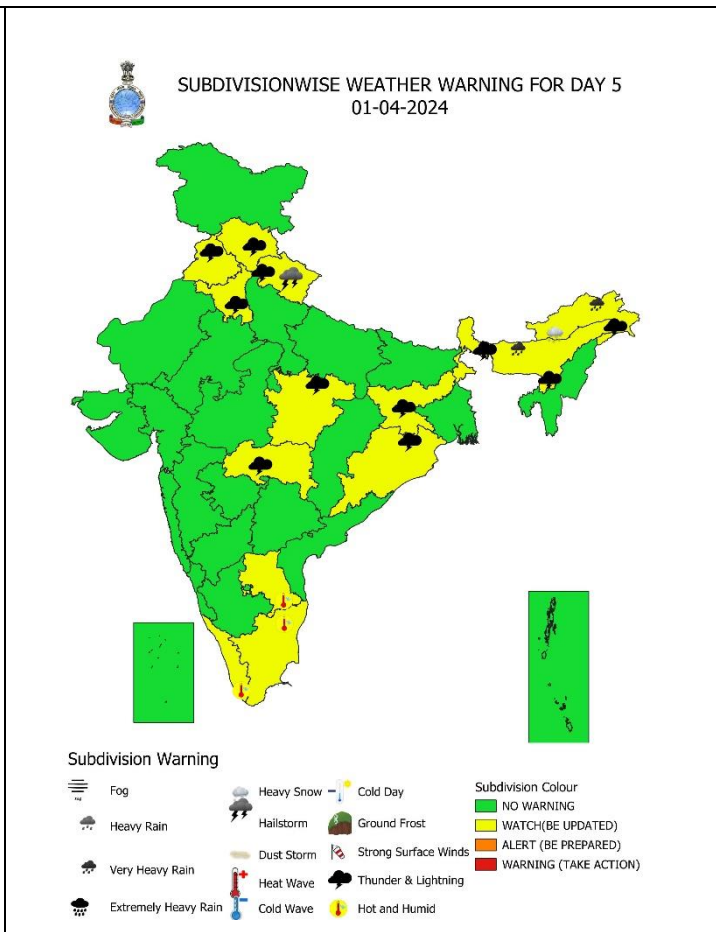 SUBDIVISIONWISE WEATHER WARNING FOR DAY 5
01-04-2024
Subdivision Warning
Fog
Heavy Rain
Very Heavy Rain
Extremely Heavy Rain
Heavy Snow
Hailstorm
Dust Storm
Heat Wave
Cold Wave
Cold Day
Ground Frost
Strong Surface Winds
Thunder & Lightning
Hot and Humid
Subdivision Colour
NO WARNING
WATCH(BE UPDATED)
ALERT (BE PREPARED)
WARNING (TAKE ACTION)